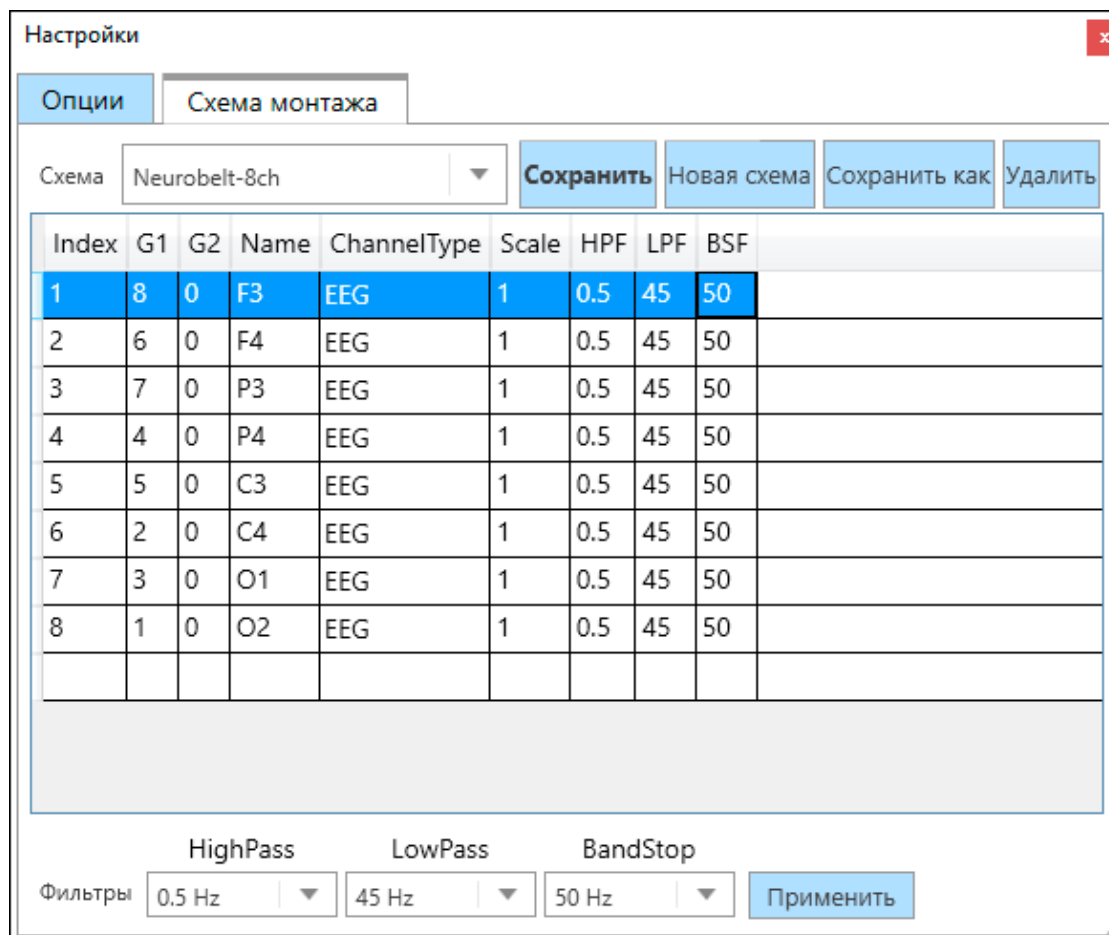 Настройки
x
Опции Схема монтажа
Схема Neurobelt-8ch Сохранить Новая схема Сохранить как Удалить
Index G1 G2 Name ChannelType Scale HPF LPF BSF
1 8 0 F3 EEG 1 0.5 45 50
2 6 0 F4 EEG 1 0.5 45 50
3 7 0 P3 EEG 1 0.5 45 50
4 4 0 P4 EEG 1 0.5 45 50
5 5 0 C3 EEG 1 0.5 45 50
6 2 0 C4 EEG 1 0.5 45 50
7 3 0 O1 EEG 1 0.5 45 50
8 1 0 O2 EEG 1 0.5 45 50
HighPass LowPass BandStop
Фильтры 0.5 Hz 45 Hz 50 Hz Применить